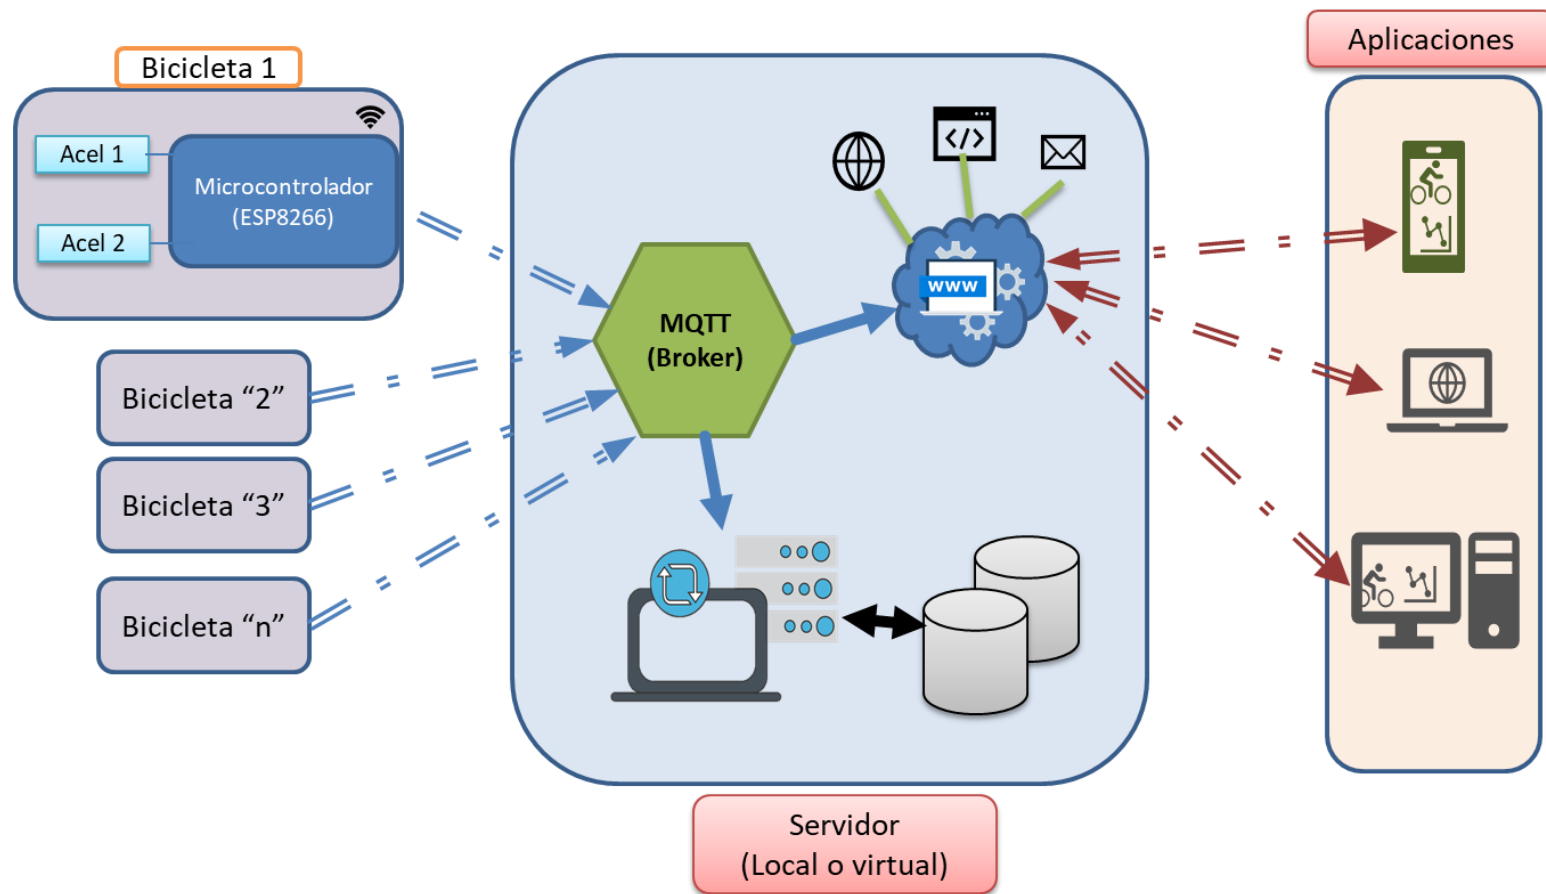 Bicicleta 1
Acel 1
Acel 2
Microcontrolador
(ESP8266)
Bicicleta “2”
Bicicleta “3”
Bicicleta “n”
MQTT
(Broker)
</>
www
Servidor
(Local o virtual)
Aplicaciones